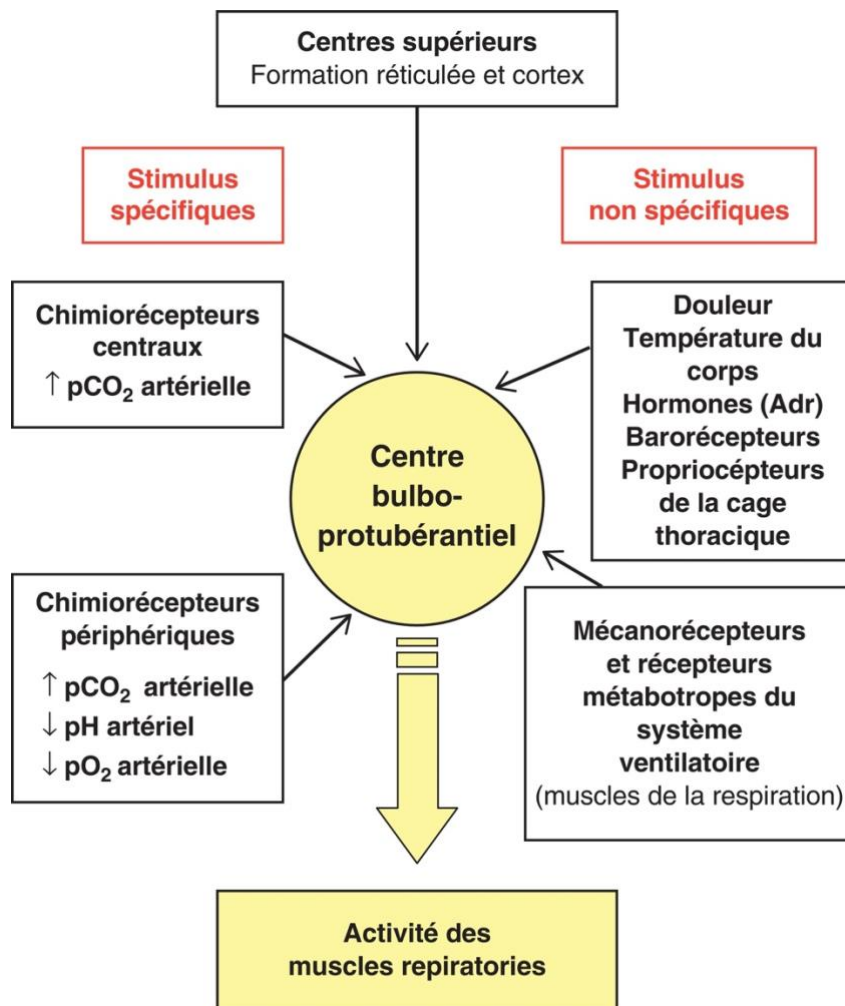 Centres supérieurs
Formation réticulée et cortex
Stimulus
spécifiques
Stimulus
non spécifiques
Chimiorécepteurs
centraux
↑ pCO₂ artérielle
Douleur
Température du
corps
Hormones (Adr)
Barorécepteurs
Propriocépteurs
de la cage
thoracique
Centre
bulbo-
protubérantiel
Chimiorécepteurs
périphériques
↑ pCO₂ artérielle
↓ pH artériel
↓ pO₂ artérielle
Mécanorécepteurs
et récepteurs
métabotropes du
système
ventilatoire
(muscles de la respiration)
Activité des
muscles repiratories